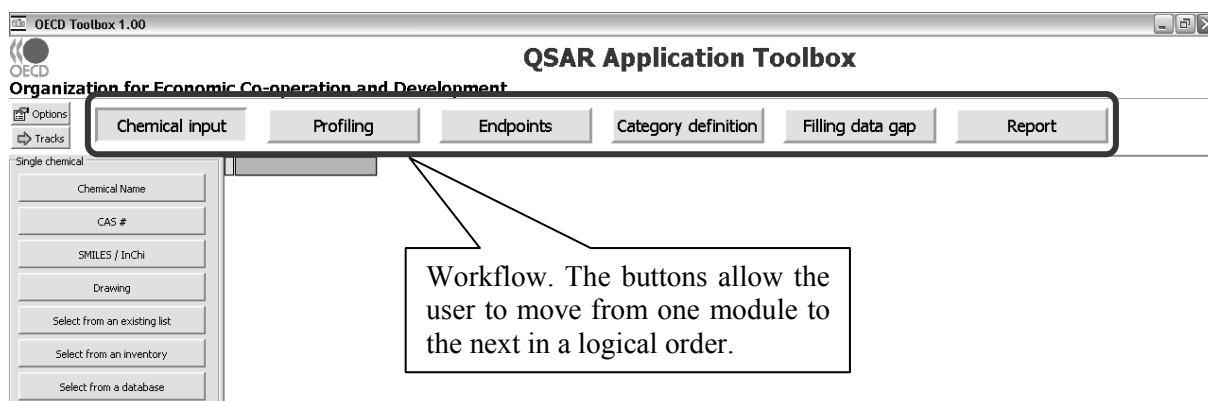 OECD Toolbox 1.00
QSAR Application Toolbox
OECD
Organization for Economic Co-operation and Development
Options
Tracks
Chemical input
Profiling
Endpoints
Category definition
Filling data gap
Report
Single chemical
Chemical Name
CAS #
SMILES / InChi
Drawing
Select from an existing list
Select from an inventory
Select from a database
Workflow. The buttons allow the
user to move from one module to
the next in a logical order.